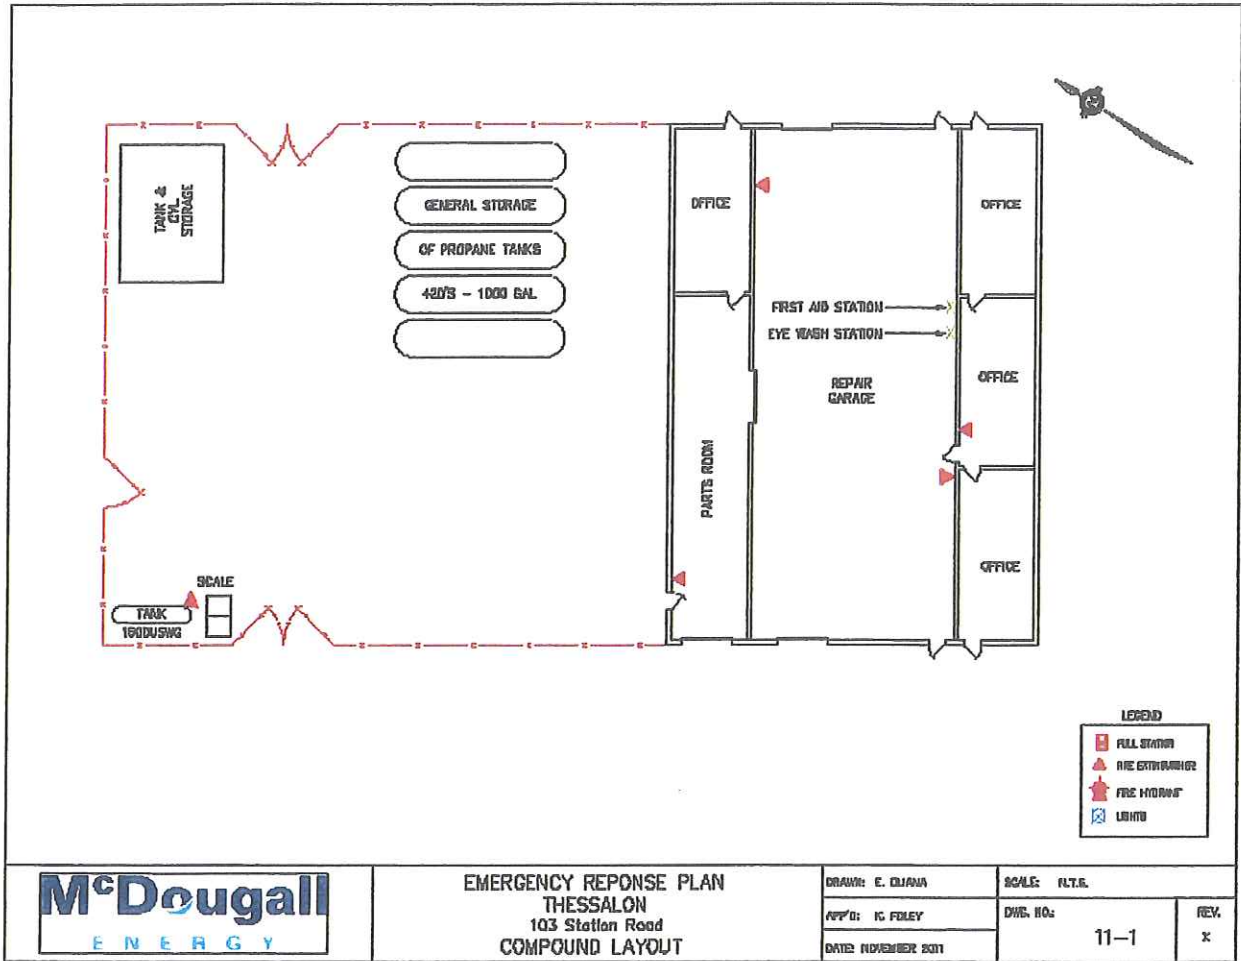 TANK &
CYL.
STORAGE
GENERAL STORAGE
OF PROPANE TANKS
420'S - 1000 GAL
OFFICE
OFFICE
FIRST AID STATION
EYE WASH STATION
OFFICE
REPAIR
GARAGE
PARTS ROOM
OFFICE
SCALE
TANK
LEGEND
PULL STATION
FIRE EXTINGUISHER
FIRE HYDRANT
LIGHTS
McDougall
ENERGY
EMERGENCY REPONSE PLAN
THESSALON
103 Station Road
COMPOUND LAYOUT
DRAWN: E.
APP'D: K. FOLEY
DATE: NOVEMBER 2011
SCALE: N.T.S.
DWG. NO.:
11-1
REV.
X